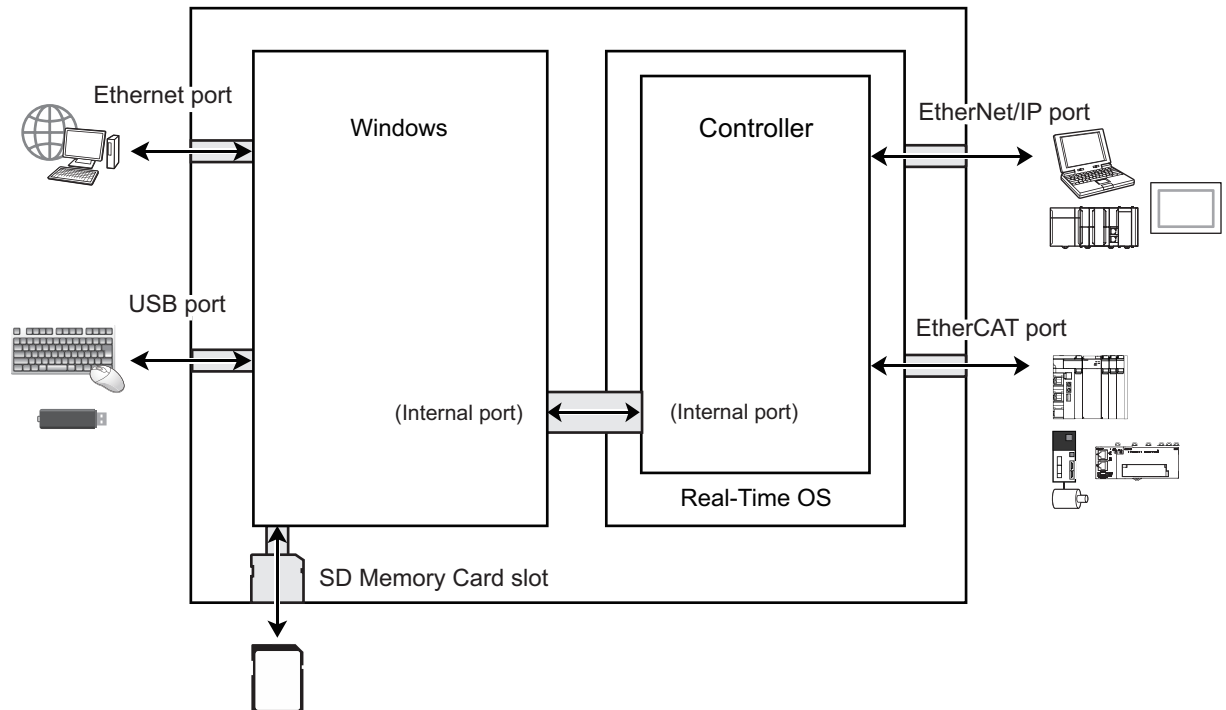 Ethernet port
Windows
Controller
EtherNet/IP port
USB port
EtherCAT port
(Internal port)
(Internal port)
Real-Time OS
SD Memory Card slot